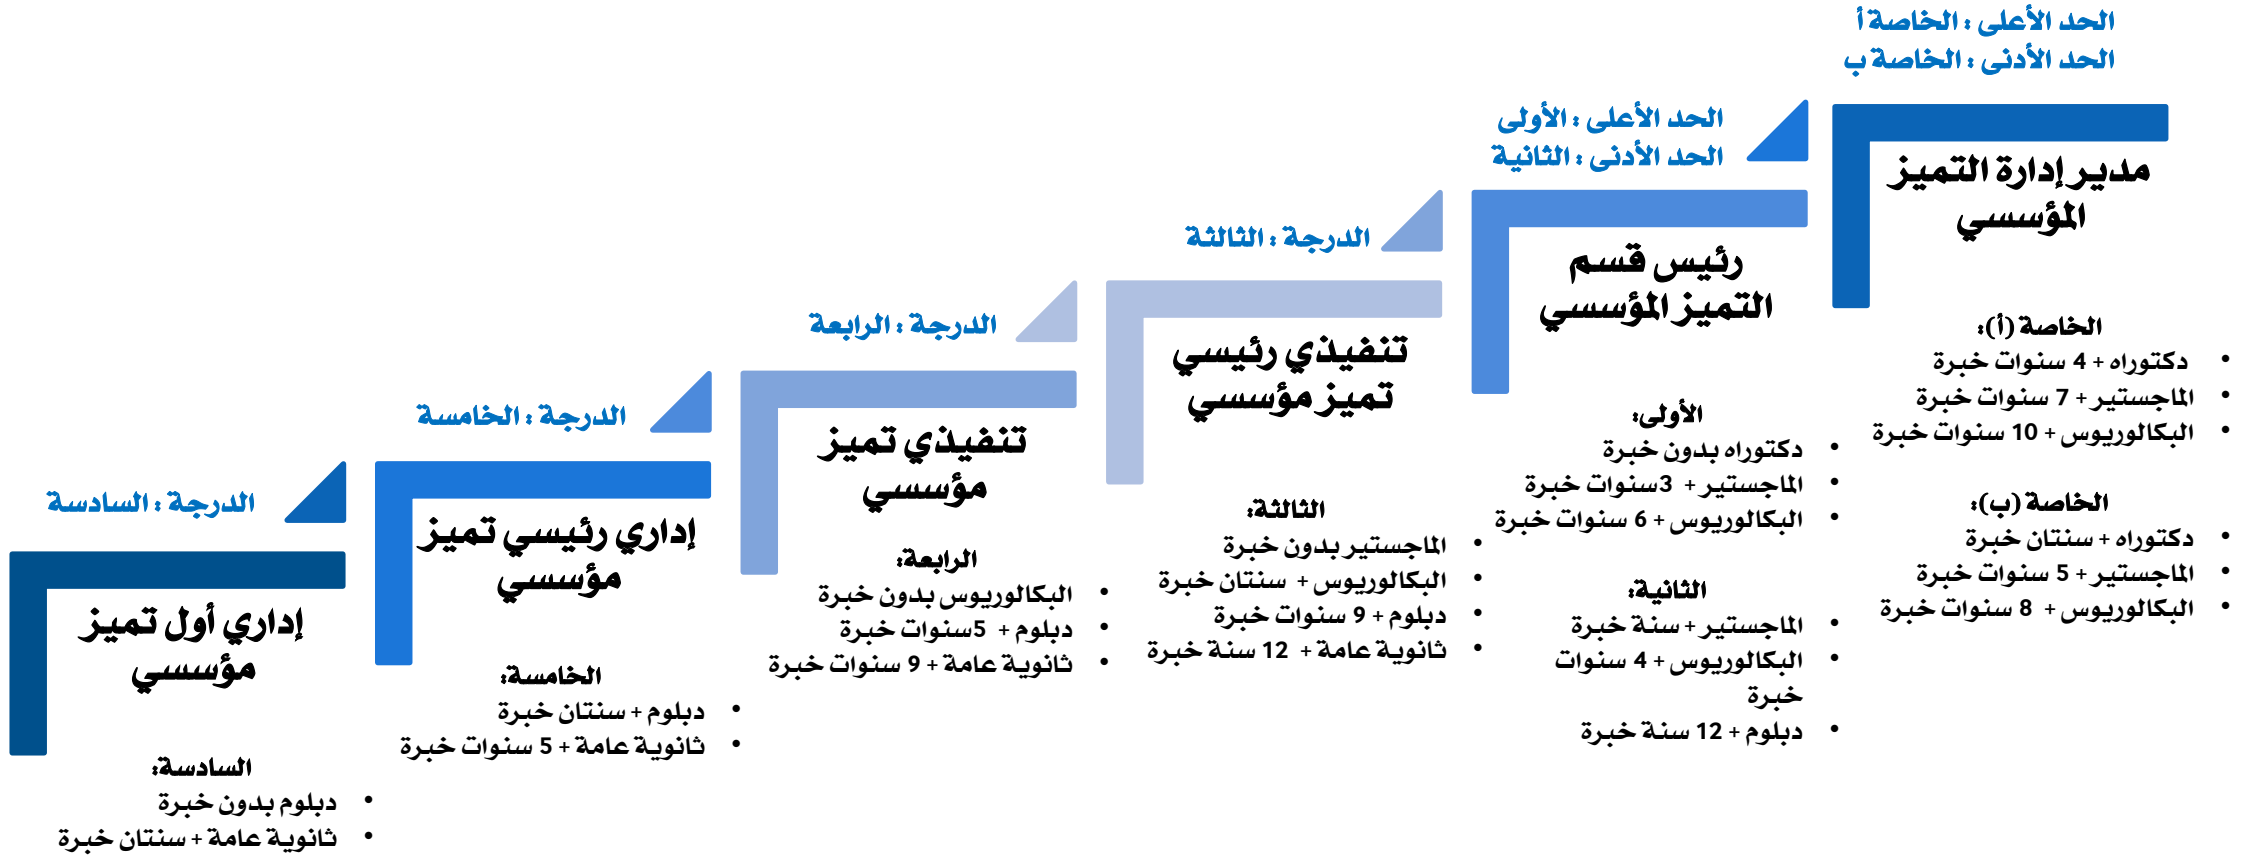 الحد الأعلى : الخاصة أ
الحد الأدنى : الخاصة ب
مدير إدارة التميز
المؤسسي
الخاصة (أ):
• دكتوراه + 4 سنوات خبرة
• الماجستير + 7 سنوات خبرة
• البكالوريوس + 10 سنوات خبرة
الخاصة (ب):
• دكتوراه + سنتان خبرة
• الماجستير + 5 سنوات خبرة
• البكالوريوس + 8 سنوات خبرة
الحد الأعلى : الأولى
الحد الأدنى : الثانية
رئيس قسم
التميز المؤسسي
الأولى:
• دكتوراه بدون خبرة
• الماجستير + 3سنوات خبرة
• البكالوريوس + 6 سنوات خبرة
الثانية:
• الماجستير + سنة خبرة
• البكالوريوس + 4 سنوات
خبرة
• دبلوم + 12 سنة خبرة
الدرجة : الثالثة
تنفيذي رئيسي
تميز مؤسسي
الثالثة:
• الماجستير بدون خبرة
• البكالوريوس + سنتان خبرة
• دبلوم + 9 سنوات خبرة
• ثانوية عامة + 12 سنة خبرة
الدرجة : الرابعة
تنفيذي تميز
مؤسسي
الرابعة:
• البكالوريوس بدون خبرة
• دبلوم + 5سنوات خبرة
• ثانوية عامة + 9 سنوات خبرة
الدرجة : الخامسة
إداري رئيسي تميز
مؤسسي
الخامسة:
• دبلوم + سنتان خبرة
• ثانوية عامة + 5 سنوات خبرة
الدرجة : السادسة
إداري أول تميز
مؤسسي
السادسة:
• دبلوم بدون خبرة
• ثانوية عامة + سنتان خبرة